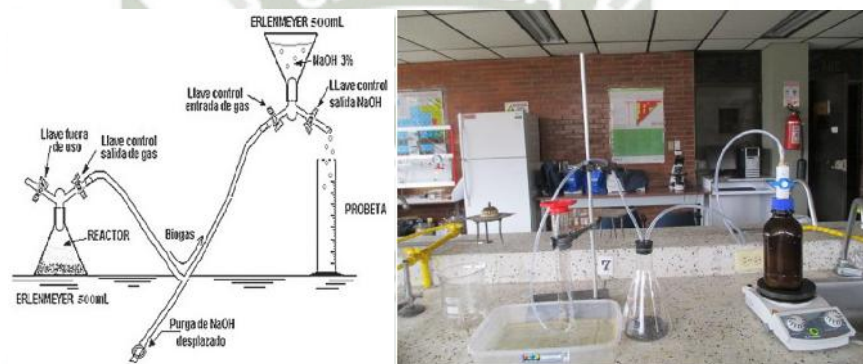 ERLENMEYER 500mL
NaOH 3%
Llave control
entrada de gas
LLave control
salida NaOH
Llave fuera
de uso
Llave control
salida de gas
REACTOR
Biogas
PROBETA
ERLENMEYER 500mL
Purga de NaOH
desplazado
7